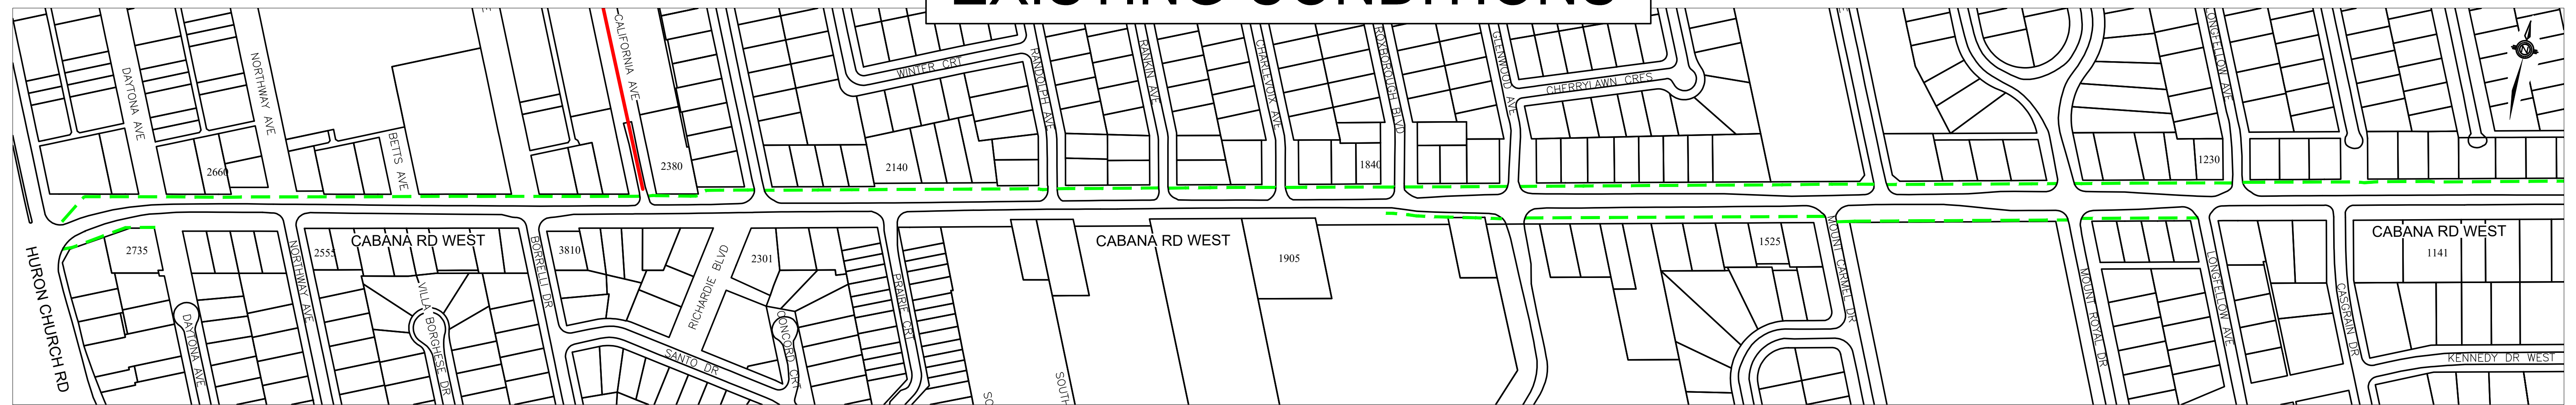 EXISTING CONDITIONS
DAYTONA AVE
NORTHWAY AVE
BETTS AVE
CALIFORNIA AVE
WINTER CRT
RANDOLPH AVE
RANKIN AVE
CHARLEVOIX AVE
ROXBOROUGH BLVD
GLENWOOD AVE
CHERRYLAWN CRES
LONGFELLOW AVE
N
2660
2380
2140
1840
1230
HURON CHURCH RD
2735
DAYTONA AVE
NORTHWAY AVE
2555
CABANA RD WEST
VILLA BORGHESE DR
BORRELLI DR
3810
SANTO DR
RICHARDIE BLVD
2301
CONCORD CRT
PRAIRIE CRT
CABANA RD WEST
SOUTH
1905
1525
MOUNT CARMEL DR
MOUNT ROYAL DR
LONGFELLOW AVE
CASGRAIN DR
CABANA RD WEST
1141
KENNEDY DR WEST